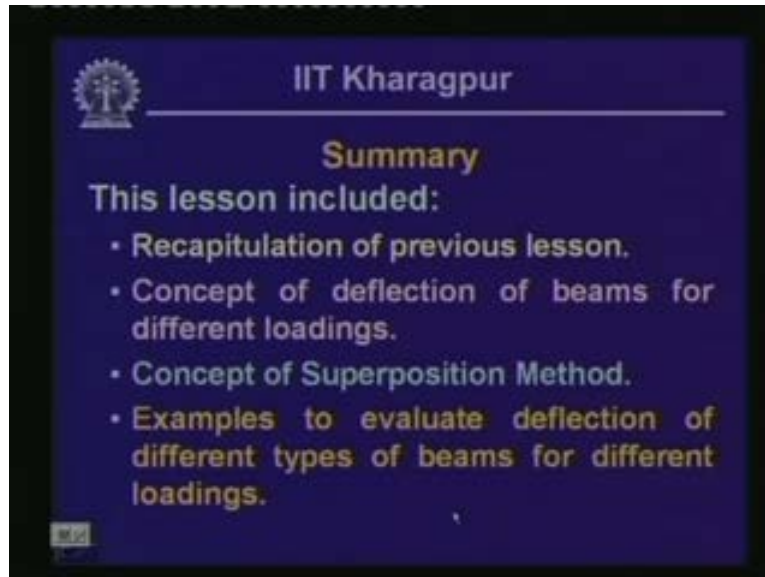 IIT Kharagpur
Summary
This lesson included:
▪ Recapitulation of previous lesson.
▪ Concept of deflection of beams for
different loadings.
▪ Concept of Superposition Method.
▪ Examples to evaluate deflection of
different types of beams for different
loadings.